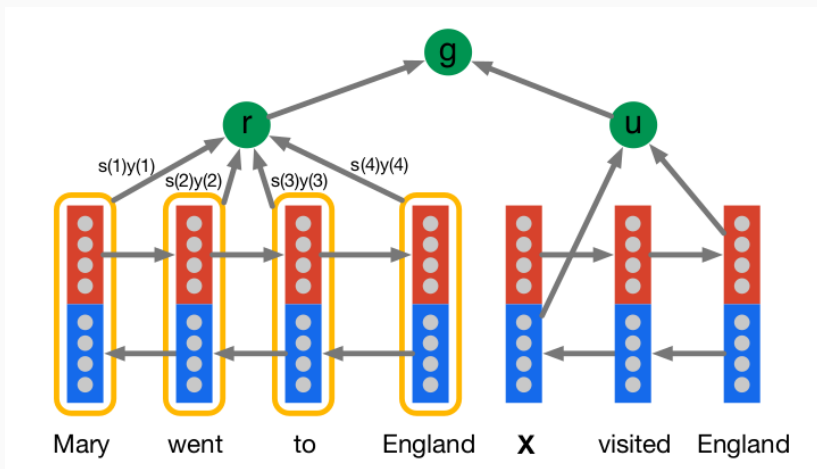 g
r
u
s(1)y(1)
s(2)y(2)
s(3)y(3)
s(4)y(4)
Mary went to England X visited England